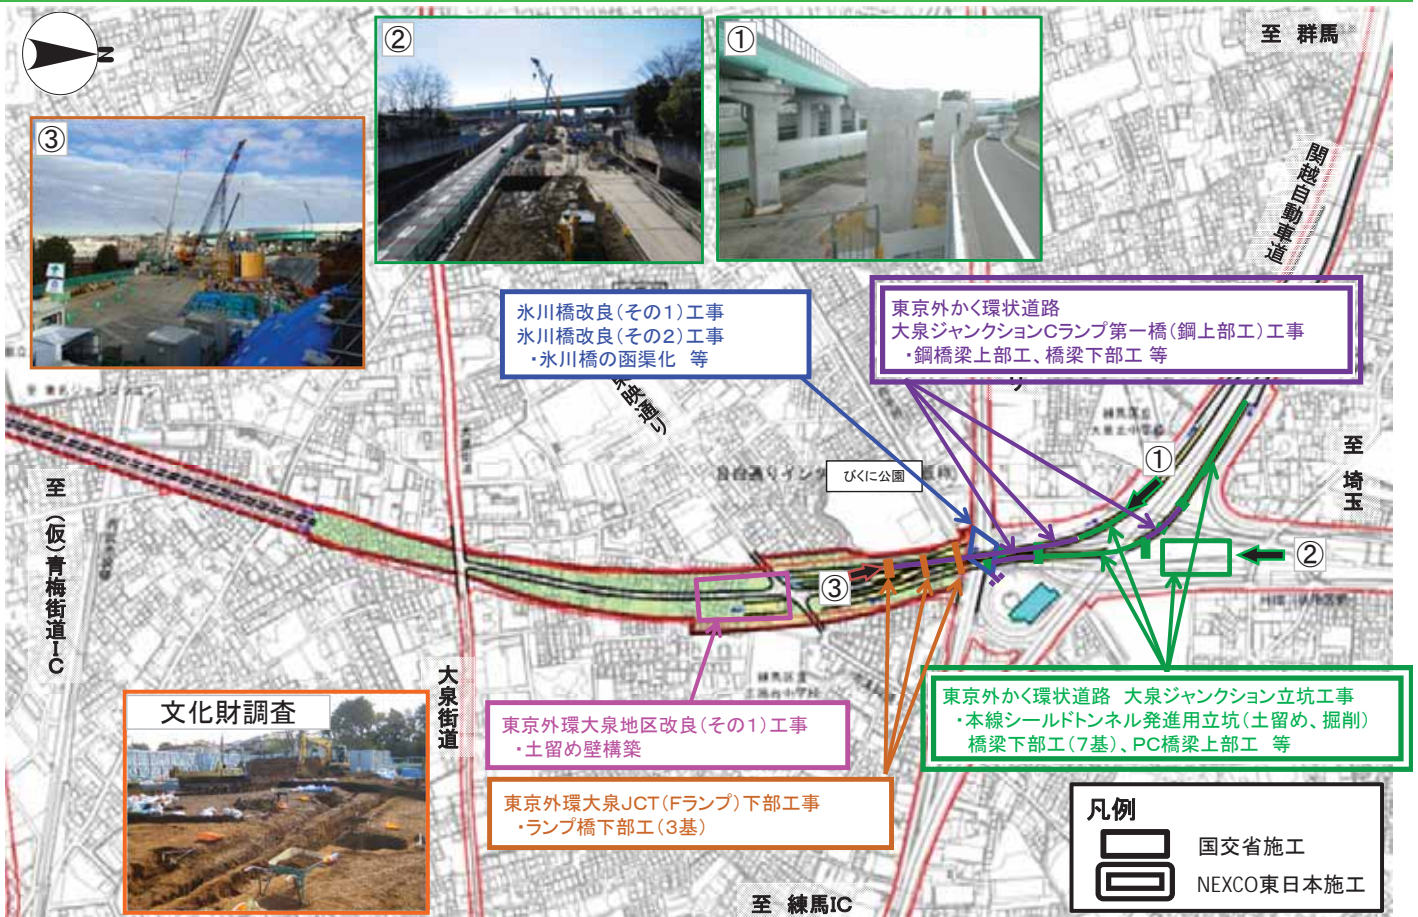 N
②
①
至 群馬
③
関越自動車道
氷川橋改良(その1)工事
氷川橋改良(その2)工事
・氷川橋の函渠化 等
東京外かく環状道路
大泉ジャンクションCランプ第一橋(鋼上部工)工事
・鋼橋梁上部工、橋梁下部工 等
びくに公園
①
至 埼玉
②
③
至 (仮)青梅街道IC
大泉街道
文化財調査
東京外環大泉地区改良(その1)工事
・土留め壁構築
東京外環大泉JCT(Fランプ)下部工事
・ランプ橋下部工(3基)
東京外かく環状道路 大泉ジャンクション立坑工事
・本線シールドトンネル発進用立坑(土留め、掘削)
橋梁下部工(7基)、PC橋梁上部工 等
凡例
国交省施工
NEXCO東日本施工
至 練馬IC